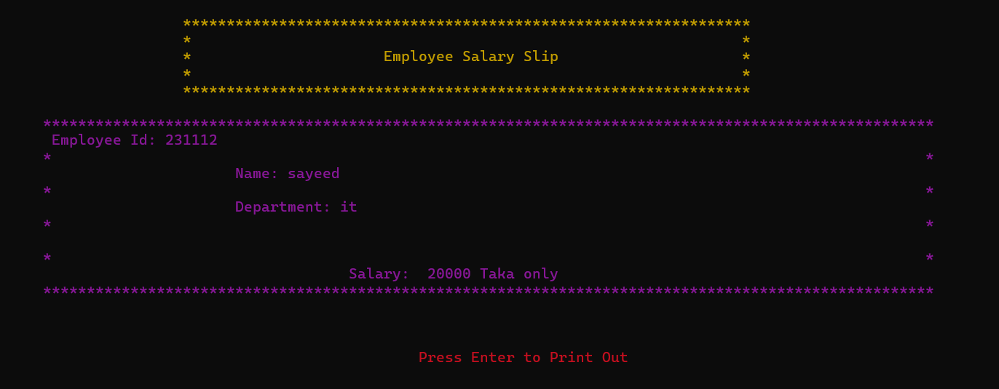 Employee Salary Slip
Employee Id: 231112
Name: sayeed
Department: it
Salary:  20000 Taka only
Press Enter to Print Out